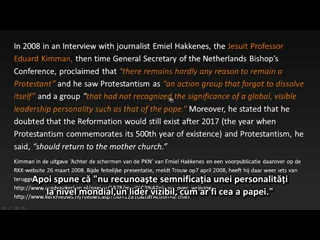 In 2008 in an Interview with journalist Emiel Hakkenes, the Jesuit Professor
Eduard Kimman, then time General Secretary of the Netherlands Bishop's
Conference, proclaimed that "there remains hardly any reason to remain a
Protestant" and he saw Protestantism as "an action group that forgot to dissolve
itself" and a group "that had not recognized the significance of a global, visible
leadership personality such as that of the pope." Moreover, he stated that he
doubted that the Reformation would still exist after 2017 (the year when
Protestantism commemorates its 500th year of existence) and Protestantism, he
said, "should return to the mother church."
Kimman in de uitgave 'Achter de schermen van de PKN' van Emiel Hakkenes in een voorpublicatie daarover op de
RKK-website 26 maart 2008. Bijna feitelijke presentatie, meldt Trouw op 7 april 2008, heeft hij daar weer iets van
Apoi spune că "nu recunoaște semnificația unei personalități
la nivel mondial,un lider vizibil, cum ar fi cea a papei."